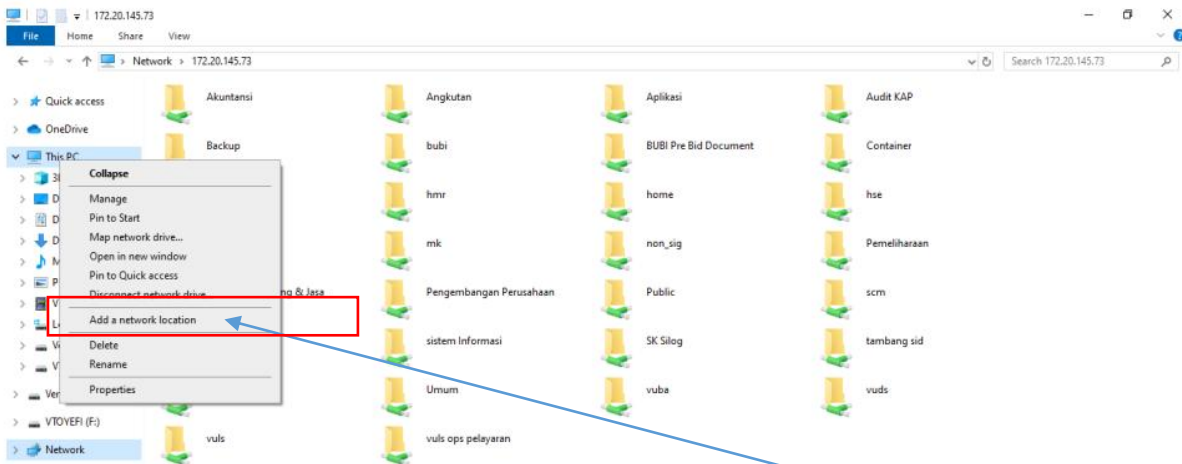 172.20.145.73
File Home Share View
Network > 172.20.145.73
Search 172.20.145.73
Quick access
OneDrive
This PC
Network
VTOYEFI (F:)
Collapse
Manage
Pin to Start
Map network drive...
Open in new window
Pin to Quick access
Disconnect network drive...
Add a network location
Delete
Rename
Properties
Akuntansi Angkutan Aplikasi Audit KAP
Backup bubi BUBI Pre Bid Document Container
hmr home hse
mk non_sig Pemeliharaan
ng & Jasa Pengembangan Perusahaan Public scm
sistem Informasi SK Silog tambang sid
Umum vuba vuds
vuls vuls ops pelayaran